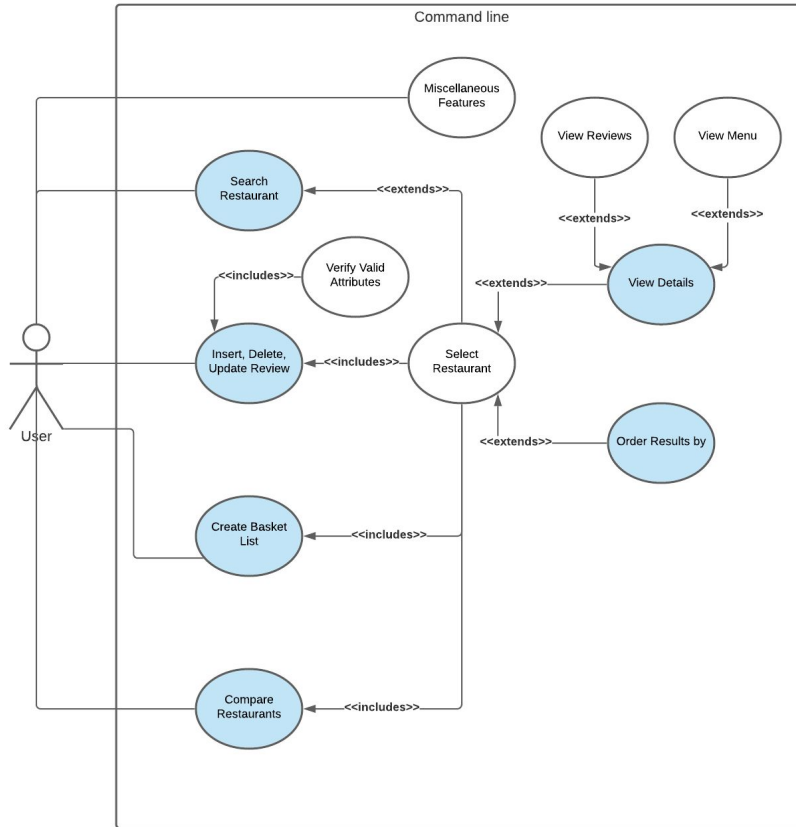 Command line
Miscellaneous
Features
View Reviews
View Menu
Search
Restaurant
<<extends>>
<<extends>>
<<extends>>
<<includes>>
Verify Valid
Attributes
<<extends>>
View Details
Insert, Delete,
Update Review
<<includes>>
Select
Restaurant
User
<<extends>>
Order Results by
Create Basket
List
<<includes>>
Compare
Restaurants
<<includes>>